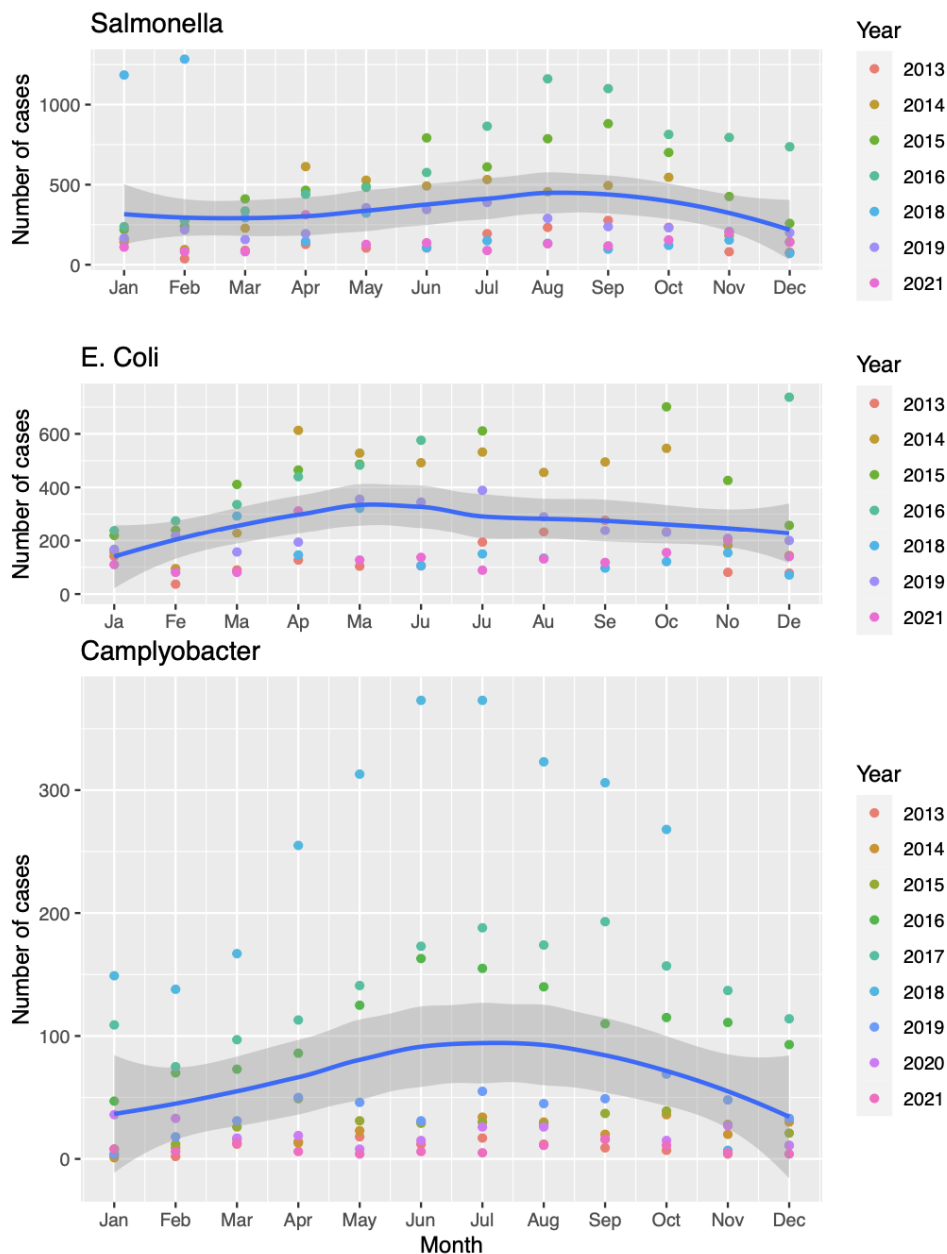 Salmonella
Number of cases
1000
500
0
Jan Feb Mar Apr May Jun Jul Aug Sep Oct Nov Dec
Year
2013
2014
2015
2016
2018
2019
2021
E. Coli
Number of cases
600
400
200
0
Ja Fe Ma Ap Ma Ju Ju Au Se Oc No De
Year
2013
2014
2015
2016
2018
2019
2021
Camplyobacter
Number of cases
300
200
100
0
Jan Feb Mar Apr May Jun Jul Aug Sep Oct Nov Dec
Month
Year
2013
2014
2015
2016
2017
2018
2019
2020
2021